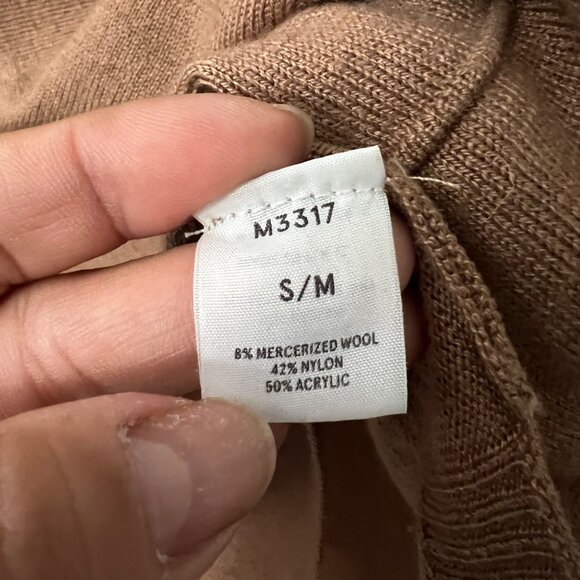 M3317
S/M
8% MERCERIZED WOOL
42% NYLON
50% ACRYLIC